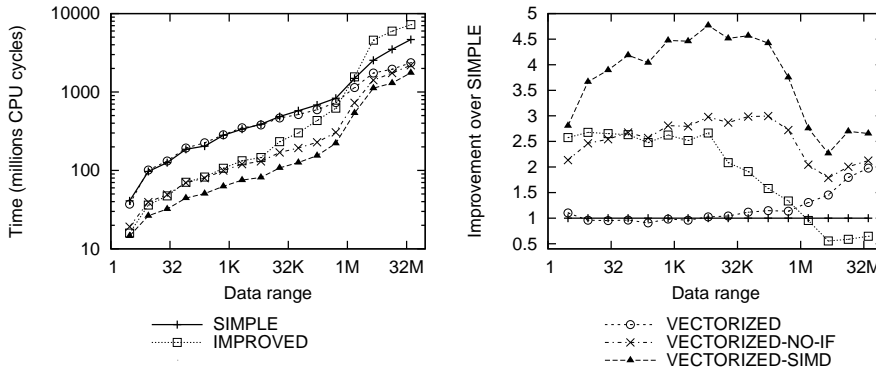 10000
1000
100
10
Time (millions CPU cycles)
1 32 1K 32K 1M 32M
Data range
SIMPLE
IMPROVED
5
4.5
4
3.5
3
2.5
2
1.5
1
0.5
Improvement over SIMPLE
1 32 1K 32K 1M 32M
Data range
VECTORIZED
VECTORIZED-NO-IF
VECTORIZED-SIMD